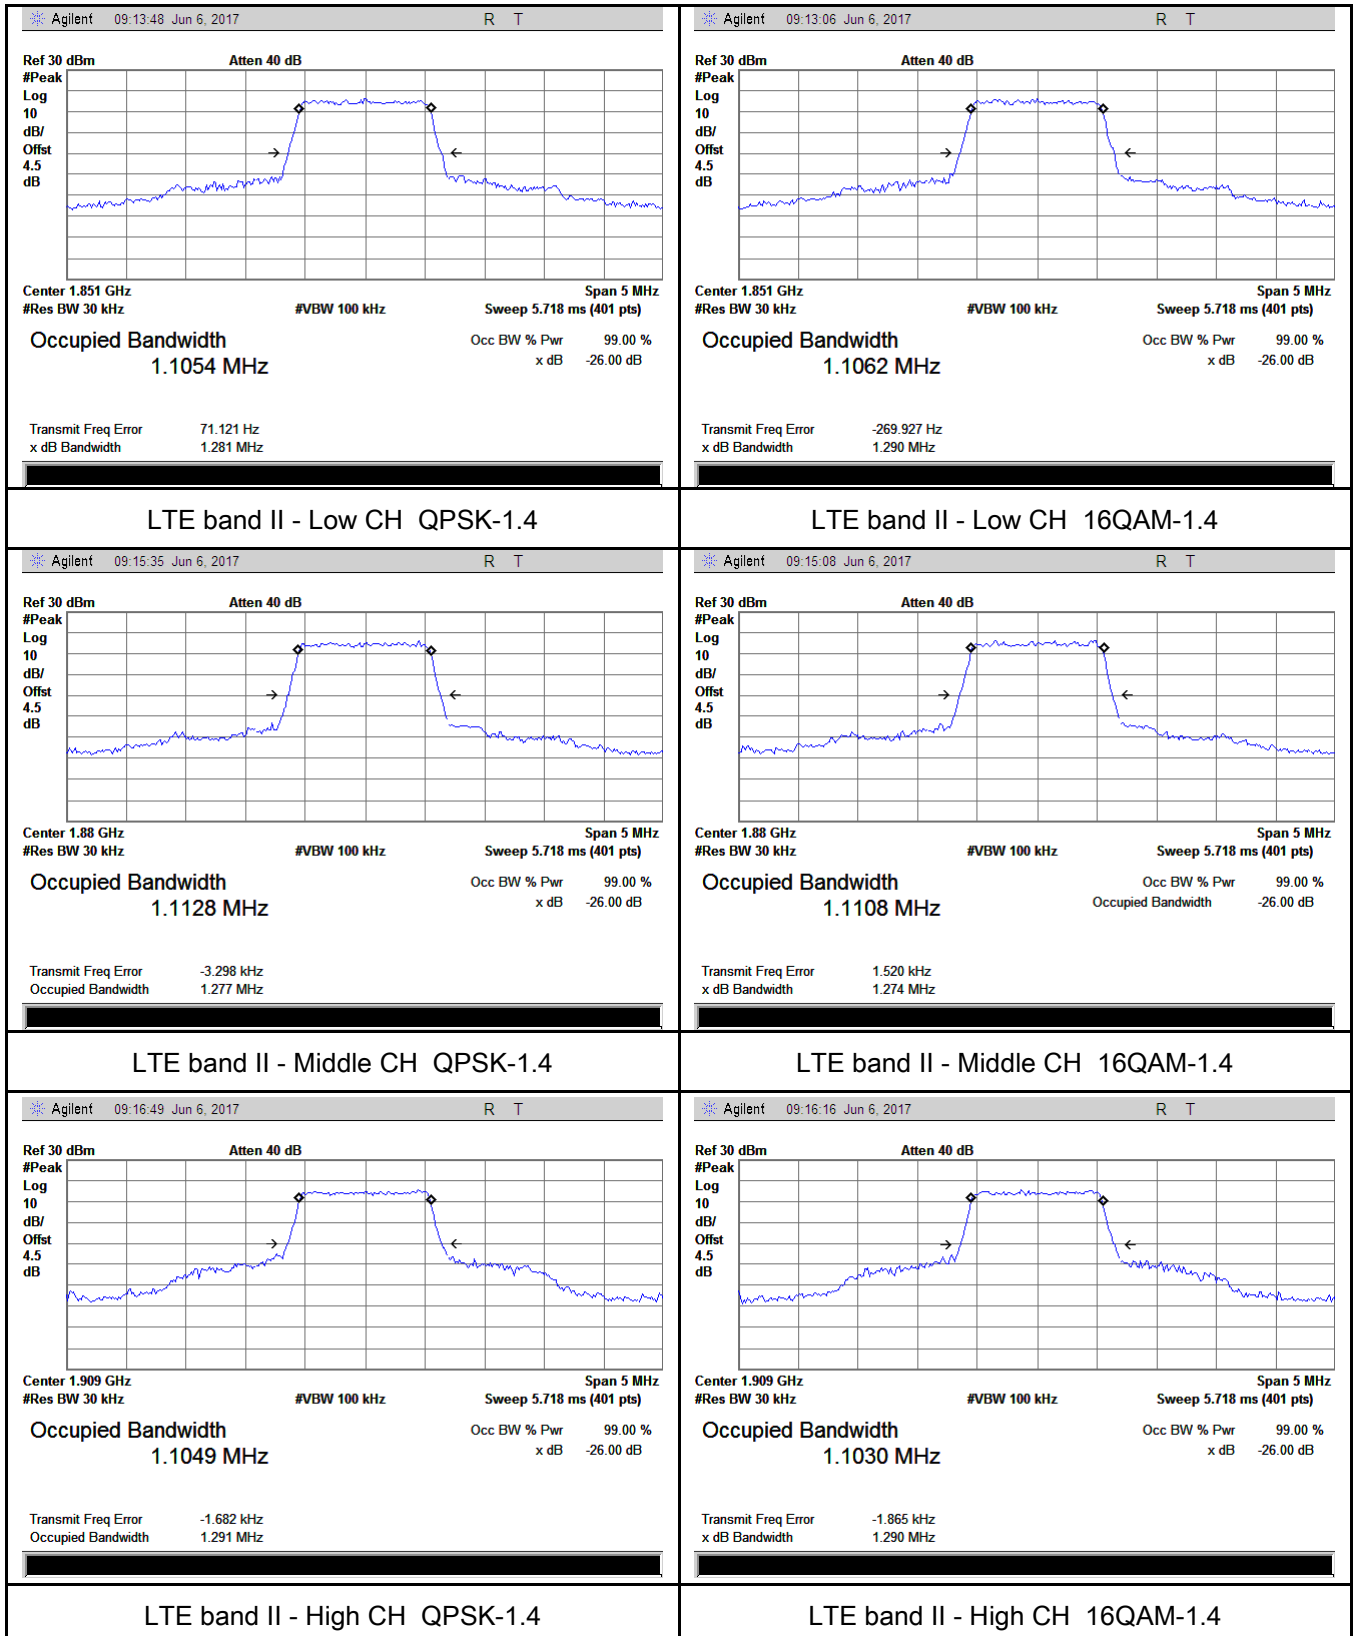 Agilent 09:13:48 Jun 6, 2017 R T
Ref 30 dBm Atten 40 dB
#Peak
Log
10
dB/
Offst
4.5
dB
Center 1.851 GHz Span 5 MHz
#Res BW 30 kHz #VBW 100 kHz Sweep 5.718 ms (401 pts)
Occupied Bandwidth Occ BW % Pwr 99.00 %
1.1054 MHz x dB -26.00 dB
Transmit Freq Error 71.121 Hz
x dB Bandwidth 1.281 MHz
LTE band II - Low CH QPSK-1.4
Agilent 09:13:06 Jun 6, 2017 R T
Ref 30 dBm Atten 40 dB
#Peak
Log
10
dB/
Offst
4.5
dB
Center 1.851 GHz Span 5 MHz
#Res BW 30 kHz #VBW 100 kHz Sweep 5.718 ms (401 pts)
Occupied Bandwidth Occ BW % Pwr 99.00 %
1.1062 MHz x dB -26.00 dB
Transmit Freq Error -269.927 Hz
x dB Bandwidth 1.290 MHz
LTE band II - Low CH 16QAM-1.4
Agilent 09:15:35 Jun 6, 2017 R T
Ref 30 dBm Atten 40 dB
#Peak
Log
10
dB/
Offst
4.5
dB
Center 1.88 GHz Span 5 MHz
#Res BW 30 kHz #VBW 100 kHz Sweep 5.718 ms (401 pts)
Occupied Bandwidth Occ BW % Pwr 99.00 %
1.1128 MHz x dB -26.00 dB
Transmit Freq Error -3.298 kHz
Occupied Bandwidth 1.277 MHz
LTE band II - Middle CH QPSK-1.4
Agilent 09:15:08 Jun 6, 2017 R T
Ref 30 dBm Atten 40 dB
#Peak
Log
10
dB/
Offst
4.5
dB
Center 1.88 GHz Span 5 MHz
#Res BW 30 kHz #VBW 100 kHz Sweep 5.718 ms (401 pts)
Occupied Bandwidth Occ BW % Pwr 99.00 %
1.1108 MHz Occupied Bandwidth -26.00 dB
Transmit Freq Error 1.520 kHz
x dB Bandwidth 1.274 MHz
LTE band II - Middle CH 16QAM-1.4
Agilent 09:16:49 Jun 6, 2017 R T
Ref 30 dBm Atten 40 dB
#Peak
Log
10
dB/
Offst
4.5
dB
Center 1.909 GHz Span 5 MHz
#Res BW 30 kHz #VBW 100 kHz Sweep 5.718 ms (401 pts)
Occupied Bandwidth Occ BW % Pwr 99.00 %
1.1049 MHz x dB -26.00 dB
Transmit Freq Error -1.682 kHz
Occupied Bandwidth 1.291 MHz
LTE band II - High CH QPSK-1.4
Agilent 09:16:16 Jun 6, 2017 R T
Ref 30 dBm Atten 40 dB
#Peak
Log
10
dB/
Offst
4.5
dB
Center 1.909 GHz Span 5 MHz
#Res BW 30 kHz #VBW 100 kHz Sweep 5.718 ms (401 pts)
Occupied Bandwidth Occ BW % Pwr 99.00 %
1.1030 MHz x dB -26.00 dB
Transmit Freq Error -1.865 kHz
x dB Bandwidth 1.290 MHz
LTE band II - High CH 16QAM-1.4